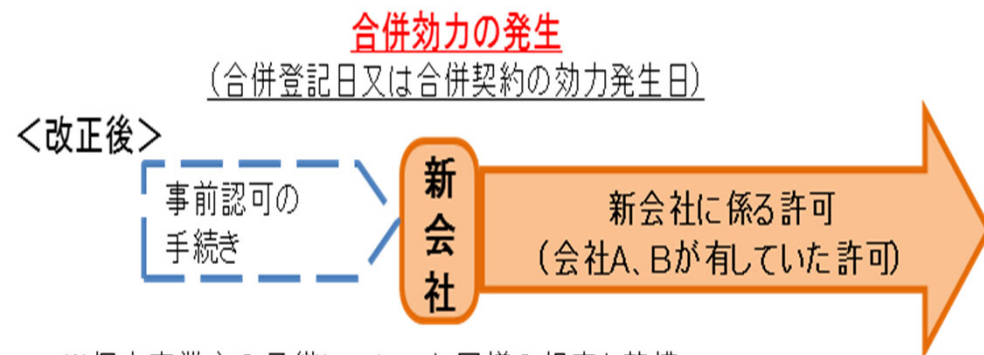 合併効力の発生
（合併登記日又は合併契約の効力発生日）
＜改正後＞
事前認可の
手続き
新会社
新会社に係る許可
（会社A、Bが有していた許可）